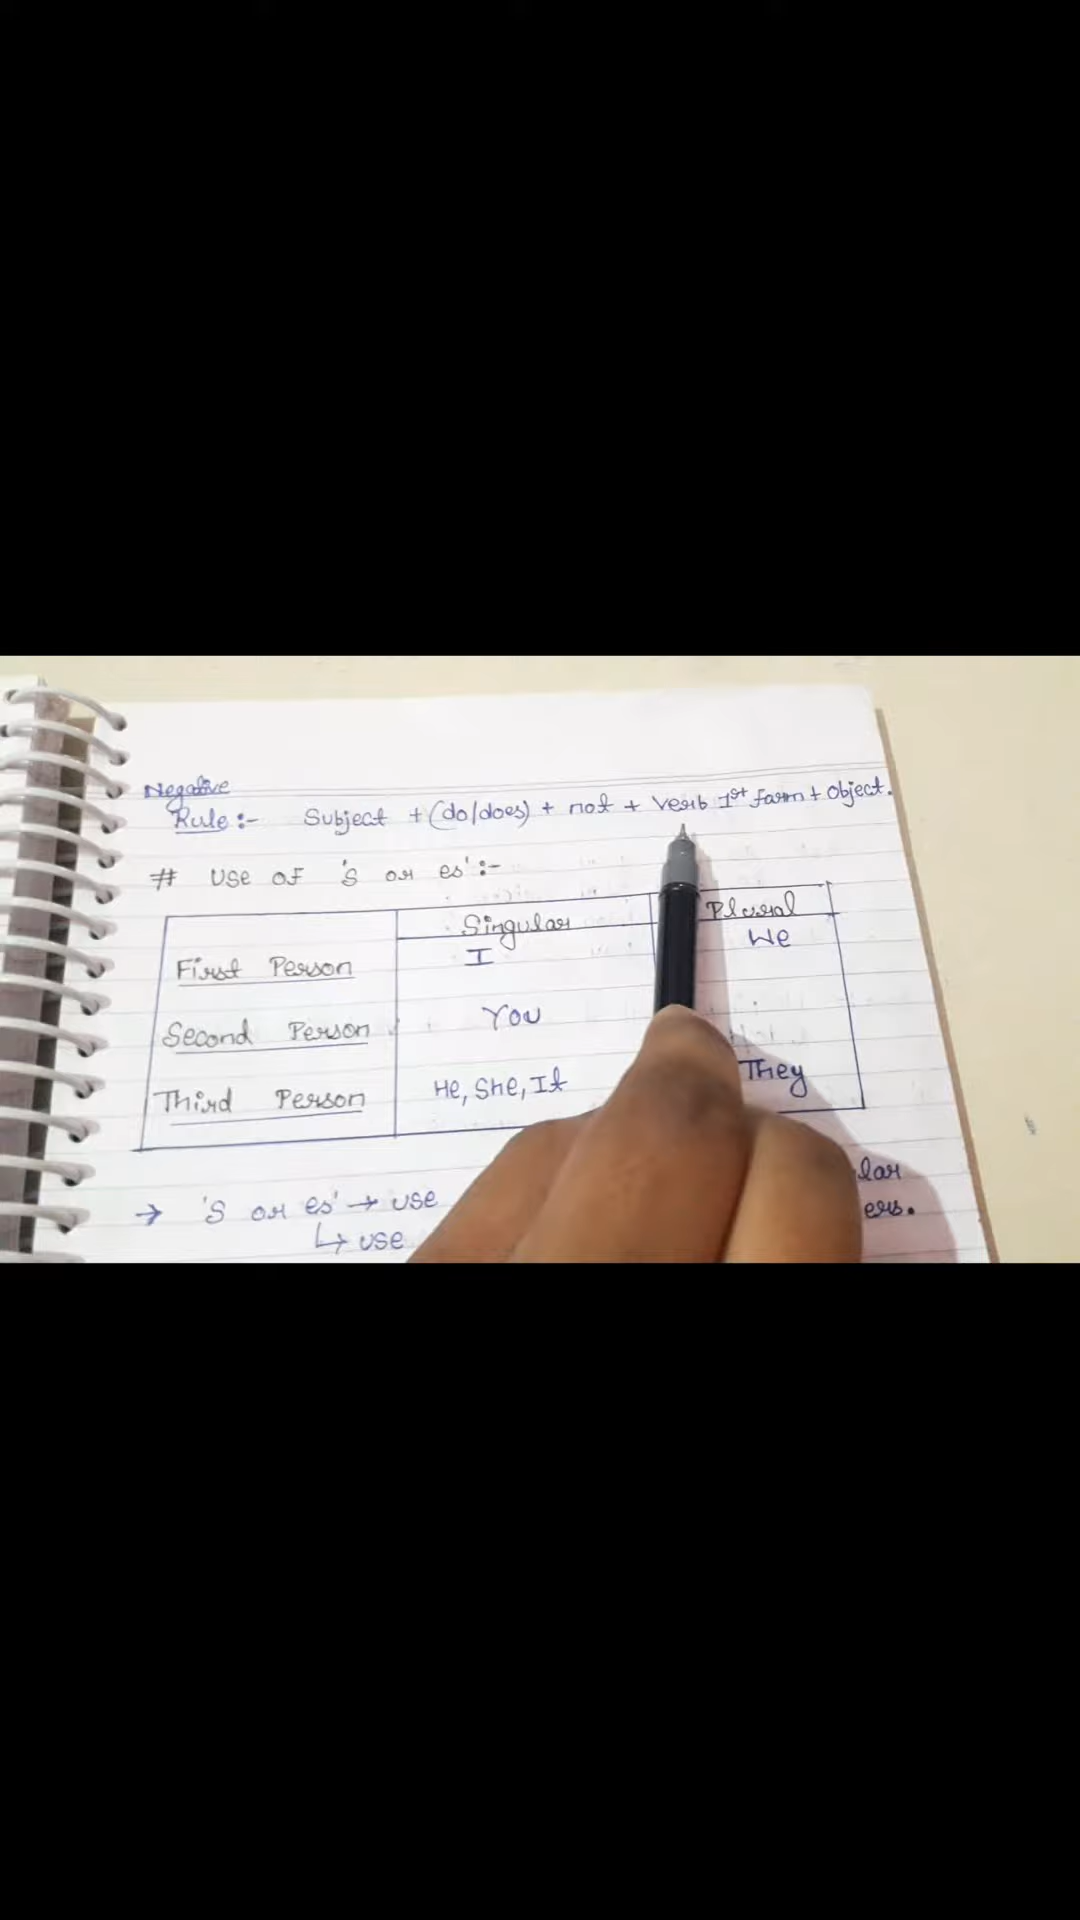 Negative
Rule:- Subject + (do/does) + not + Verb 1st farm + Object.
# Use of 's or es':-
Singular Plural
First Person I We
Second Person You
Third Person He, She, It They
→ 's or es' → use
↳ use